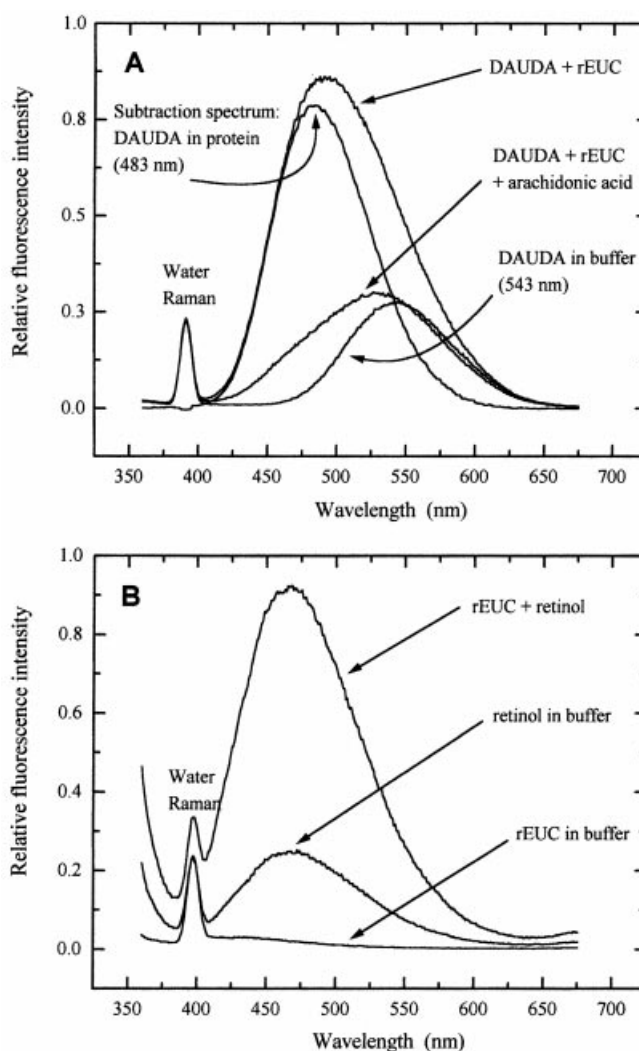 A
1.0
0.8
0.5
0.3
0.0
Relative fluorescence intensity
DAUDA + rEUC
Subtraction spectrum:
DAUDA in protein
(483 nm)
DAUDA + rEUC
+ arachidonic acid
DAUDA in buffer
(543 nm)
Water
Raman
350 400 450 500 550 600 650 700
Wavelength (nm)
B
1.0
0.8
0.6
0.4
0.2
0.0
Relative fluorescence intensity
rEUC + retinol
retinol in buffer
Water
Raman
rEUC in buffer
350 400 450 500 550 600 650 700
Wavelength (nm)